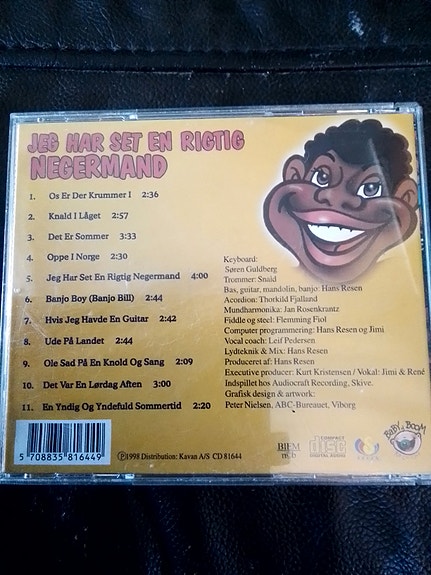 JEG HAR SET EN RIGTIG
NEGERMAND
1. Os Er Der Krummer I 2:36
2. Knald I Låget 2:57
3. Det Er Sommer 3:33
4. Oppe I Norge 2:30
5. Jeg Har Set En Rigtig Negermand 4:00
6. Banjo Boy (Banjo Bill) 2:44
7. Hvis Jeg Havde En Guitar 2:42
8. Ude På Landet 2:44
9. Ole Sad På En Knold Og Sang 2:09
10. Det Var En Lørdag Aften 3:00
11. En Yndig Og Yndefuld Sommertid 2:20
Keyboard:
Søren Guldberg
Trommer: Snaid
Bas, guitar, mandolin, banjo: Hans Resen
Acordion: Thorkild Fjalland
Mundharmonika: Jan Rosenkrantz
Fiddle og steel: Flemming Fiol
Computer programmering: Hans Resen og Jimi
Vocal coach: Leif Pedersen
Lydteknik & Mix: Hans Resen
Produceret af: Hans Resen
Executive producer: Kurt Kristensen / Vokal: Jimi & René
Indspillet hos Audiocraft Recording, Skive.
Grafisk design & artwork:
Peter Nielsen, ABC-Bureauet, Viborg
5 708835 816449
Ⓟ1998 Distribution: Kavan A/S CD 81644
BIEM
n©b
COMPACT
disc
DIGITAL AUDIO
BABY BOOM